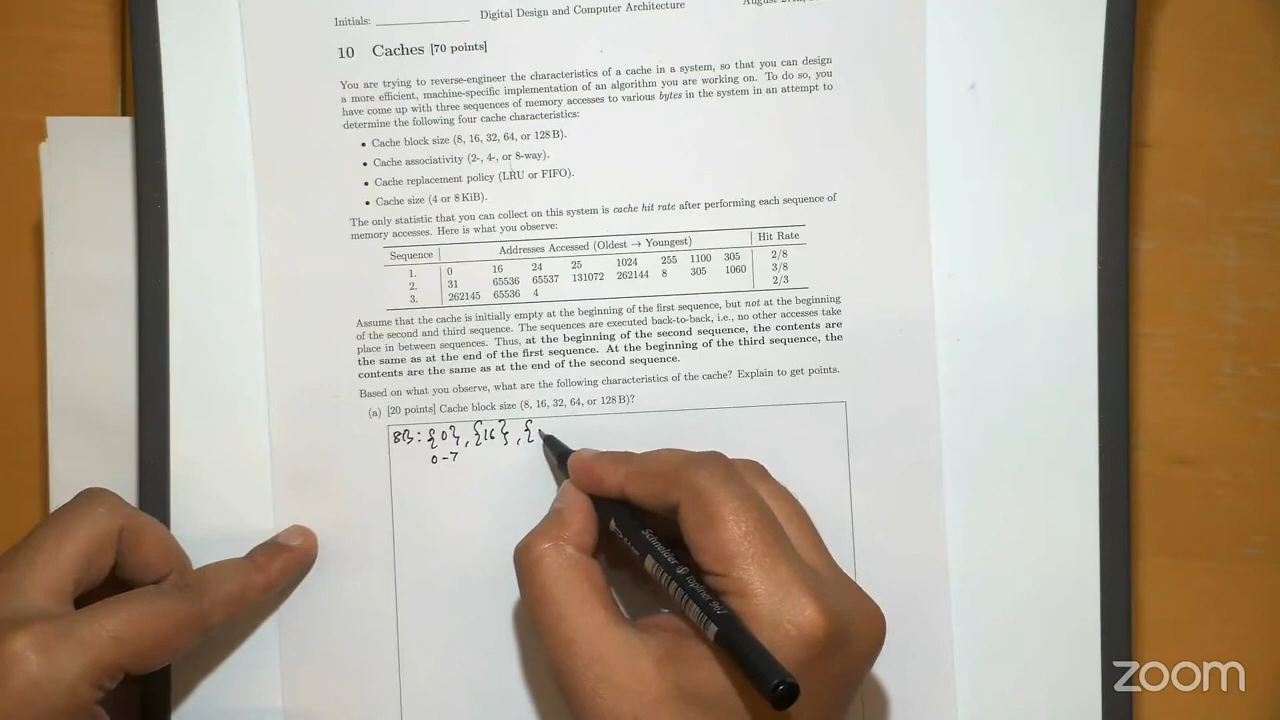 Initials:
Digital Design and Computer Architecture
August
10 Caches [70 points]
You are trying to reverse-engineer the characteristics of a cache in a system, so that you can design
a more efficient, machine-specific implementation of an algorithm you are working on. To do so, you
have come up with three sequences of memory accesses to various bytes in the system in an attempt to
determine the following four cache characteristics:
• Cache block size (8, 16, 32, 64, or 128 B).
• Cache associativity (2-, 4-, or 8-way).
• Cache replacement policy (LRU or FIFO).
• Cache size (4 or 8 KiB).
The only statistic that you can collect on this system is cache hit rate after performing each sequence of
memory accesses. Here is what you observe:
Sequence Addresses Accessed (Oldest → Youngest) Hit Rate
1. 0 16 24 25 1024 255 1100 305 2/8
2. 31 65536 65537 131072 262144 8 305 1060 3/8
3. 262145 65536 4 2/3
Assume that the cache is initially empty at the beginning of the first sequence, but not at the beginning
of the second and third sequence. The sequences are executed back-to-back, i.e., no other accesses take
place in between sequences. Thus, at the beginning of the second sequence, the contents are
the same as at the end of the first sequence. At the beginning of the third sequence, the
contents are the same as at the end of the second sequence.
Based on what you observe, what are the following characteristics of the cache? Explain to get points.
(a) [20 points] Cache block size (8, 16, 32, 64, or 128 B)?
8B: {0}, {16}, {
0-7
Schneider Topliner 967
zoom